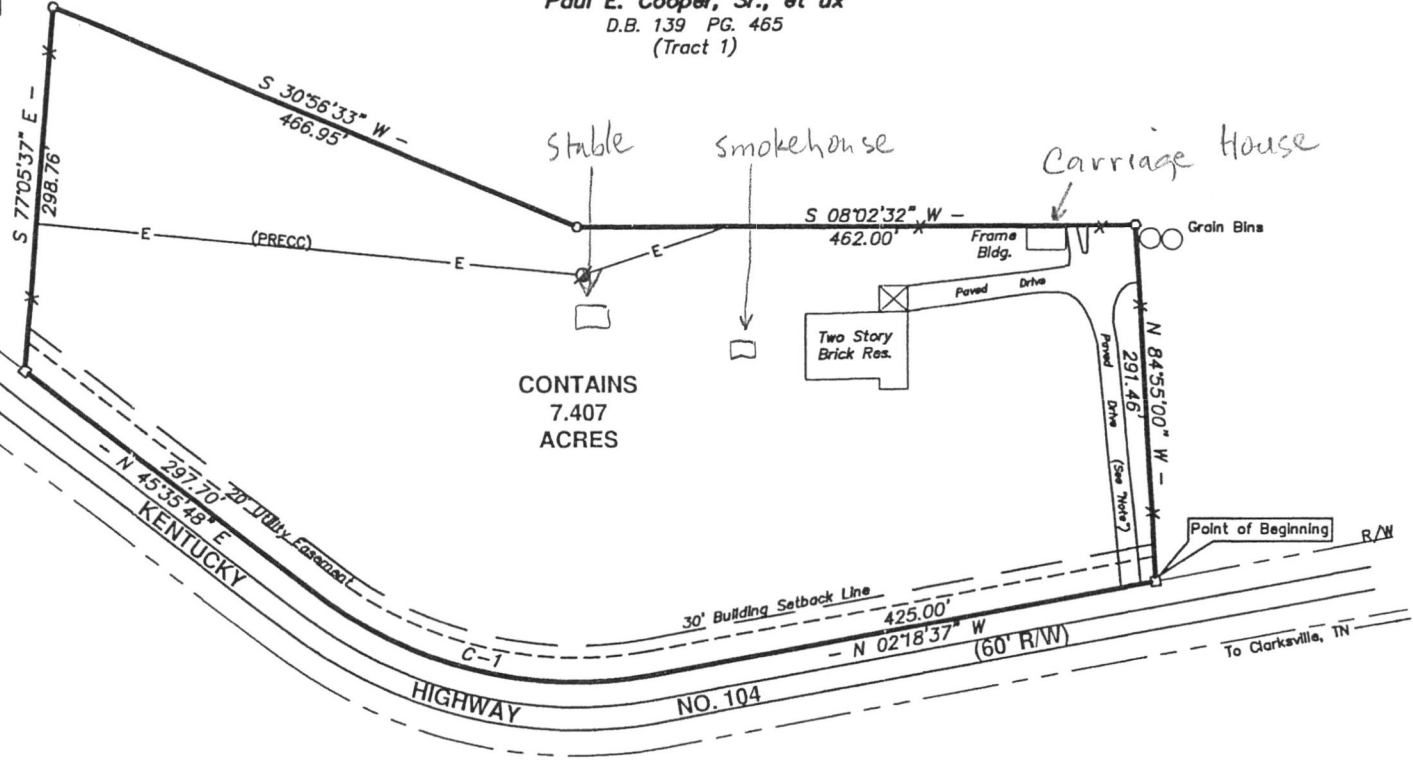 Paul E. Cooper, Sr., et ux
D.B. 139 PG. 465
(Tract 1)
S 30°56'33" W -
466.95'
S 77°05'37" E -
298.76'
Stable
Smokehouse
Carriage House
S 08°02'32" W -
462.00'
Frame
Bldg.
Grain Bins
E
(PRECC)
E
E
Paved Drive
Two Story
Brick Res.
N 84°55'00" W -
291.46'
Paved Drive (See "Note")
CONTAINS
7.407
ACRES
297.70'
- N 45°35'48" E
20' Utility Easement
KENTUCKY
Point of Beginning
R/W
30' Building Setback Line
425.00'
- N 02°18'37" W
(60' R/W)
To Clarksville, TN
C-1
HIGHWAY
NO. 104